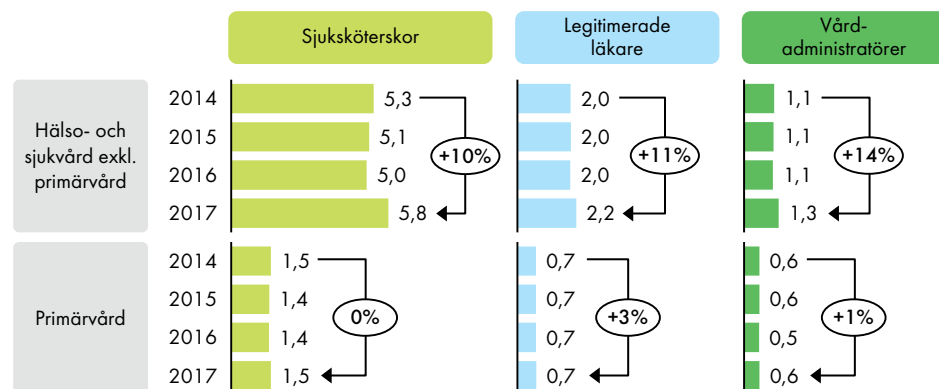 Sjuksköterskor
Legitimerade
läkare
Vård-
administratörer
Hälso- och
sjukvård exkl.
primärvård
2014 5,3 2,0 1,1
2015 5,1 2,0 1,1
+10% +11% +14%
2016 5,0 2,0 1,1
2017 5,8 2,2 1,3
Primärvård
2014 1,5 0,7 0,6
2015 1,4 0,7 0,6
0% +3% +1%
2016 1,4 0,7 0,5
2017 1,5 0,7 0,6